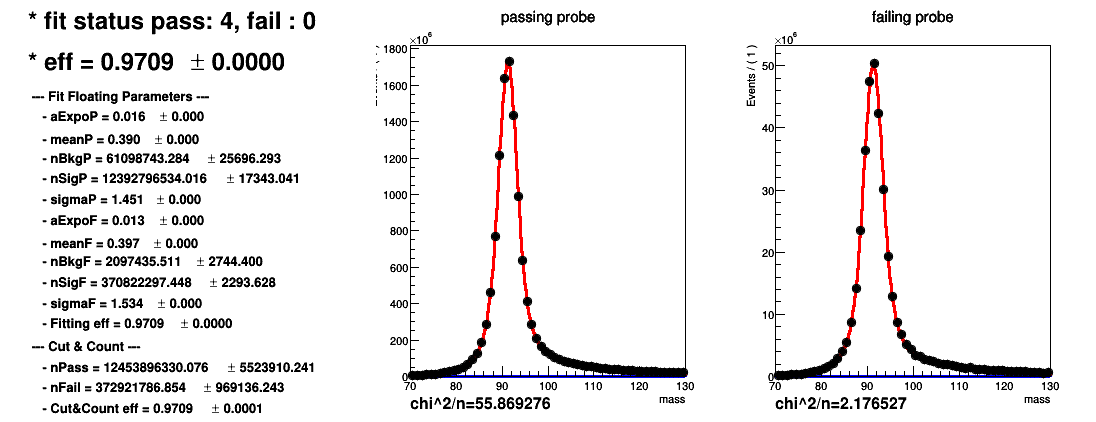 * fit status pass: 4, fail : 0
* eff = 0.9709 ± 0.0000
--- Fit Floating Parameters ---
- aExpoP = 0.016 ± 0.000
- meanP = 0.390 ± 0.000
- nBkgP = 61098743.284 ± 25696.293
- nSigP = 12392796534.016 ± 17343.041
- sigmaP = 1.451 ± 0.000
- aExpoF = 0.013 ± 0.000
- meanF = 0.397 ± 0.000
- nBkgF = 2097435.511 ± 2744.400
- nSigF = 370822297.448 ± 2293.628
- sigmaF = 1.534 ± 0.000
- Fitting eff = 0.9709 ± 0.0000
--- Cut & Count ---
- nPass = 12453896330.076 ± 5523910.241
- nFail = 372921786.854 ± 969136.243
- Cut&Count eff = 0.9709 ± 0.0001
passing probe
×10^6
1800
1600
1400
1200
1000
800
600
400
200
0
70 80 90 100 110 120 130
mass
chi^2/n=55.869276
failing probe
×10^6
Events / ( 1 )
50
40
30
20
10
0
70 80 90 100 110 120 130
mass
chi^2/n=2.176527